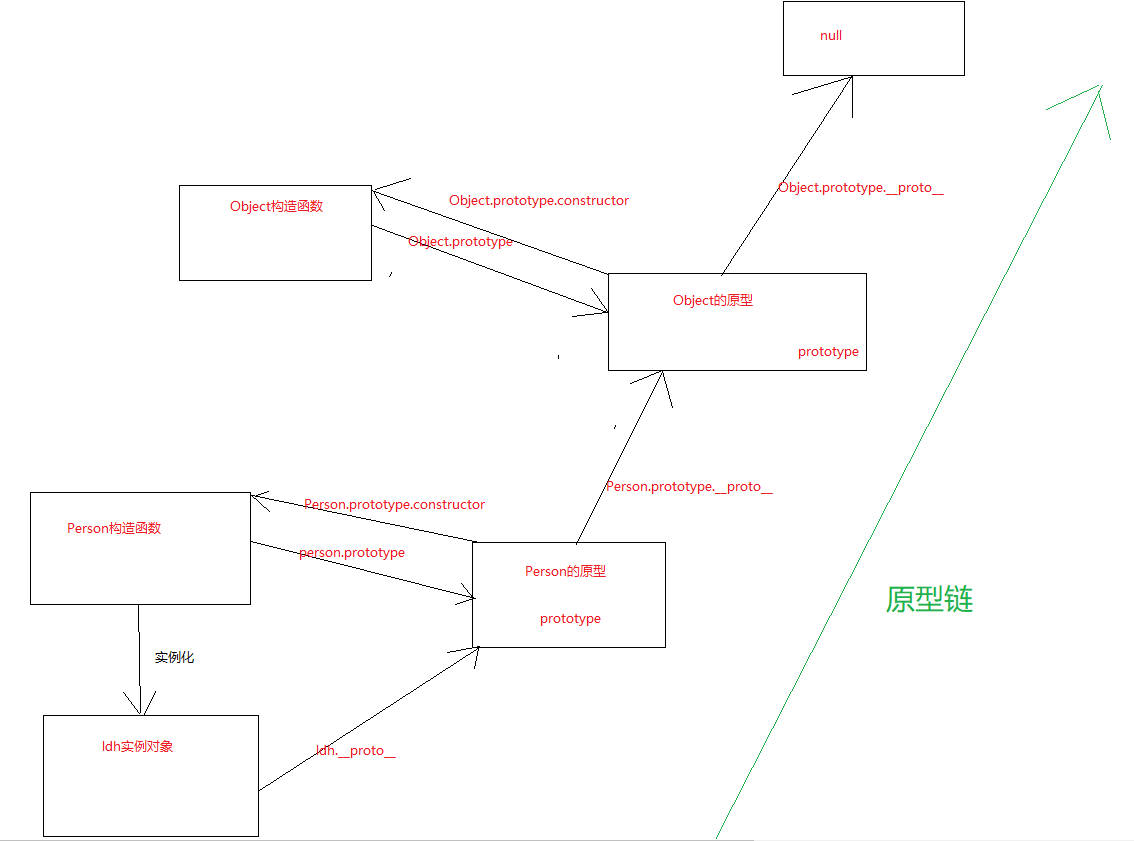 null
Object.prototype.__proto__
Object构造函数
Object.prototype.constructor
Object.prototype
Object的原型
prototype
Person.prototype.__proto__
Person.prototype.constructor
Person构造函数
person.prototype
Person的原型
prototype
原型链
实例化
ldh实例对象
ldh.__proto__